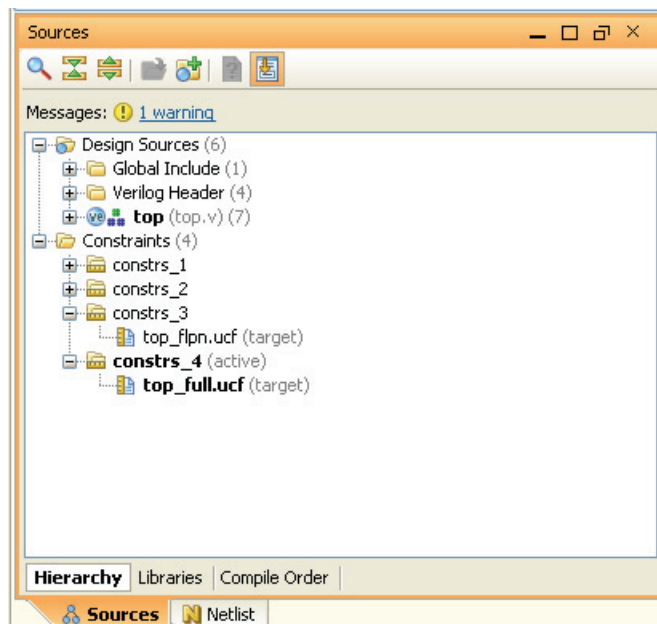 Sources
Messages: 1 warning
Design Sources (6)
Global Include (1)
Verilog Header (4)
top (top.v) (7)
Constraints (4)
constrs_1
constrs_2
constrs_3
top_flpn.ucf (target)
constrs_4 (active)
top_full.ucf (target)
Hierarchy Libraries Compile Order
Sources Netlist